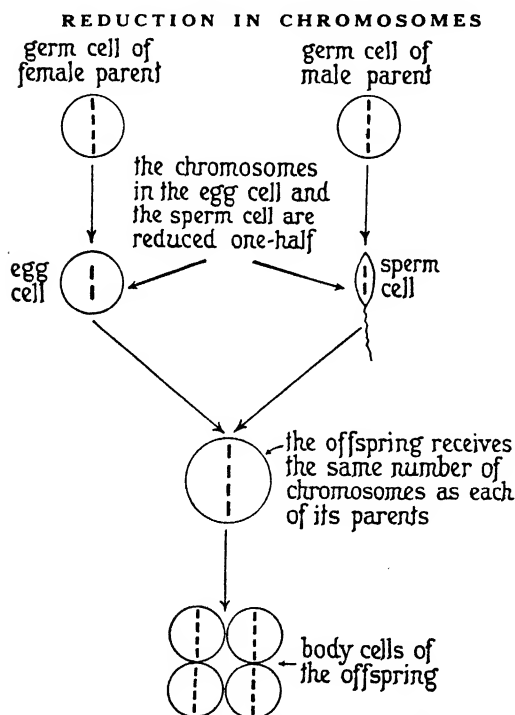 REDUCTION IN CHROMOSOMES
germ cell of
female parent
germ cell of
male parent
the chromosomes
in the egg cell and
the sperm cell are
reduced one-half
egg
cell
sperm
cell
the offspring receives
the same number of
chromosomes as each
of its parents
body cells of
the offspring